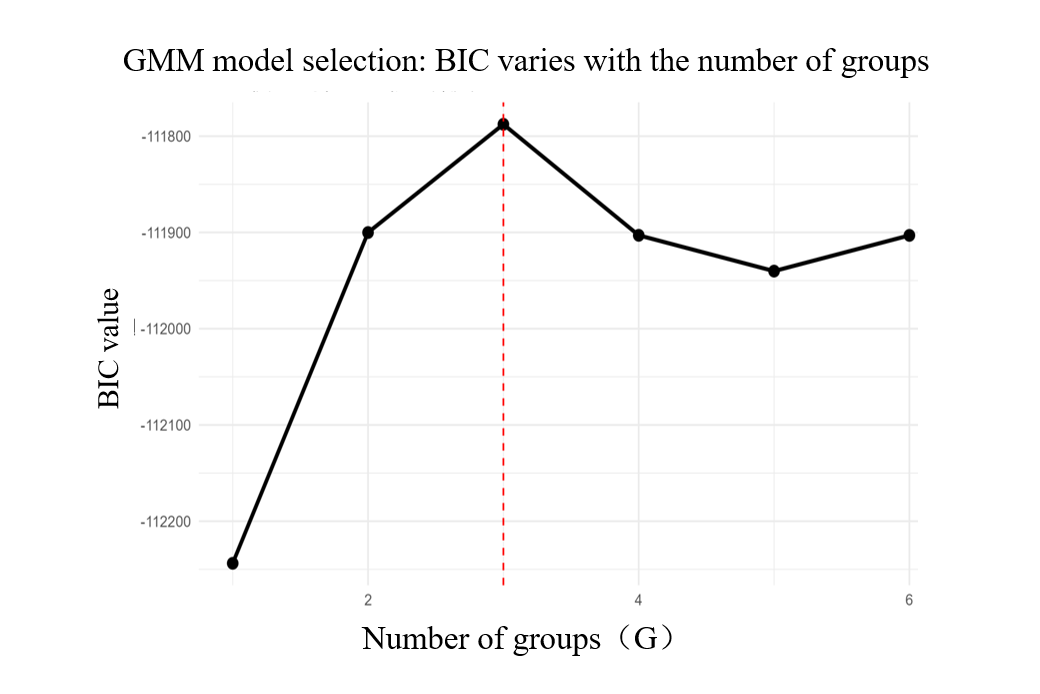 GMM model selection: BIC varies with the number of groups
-111800
-111900
-112000
-112100
-112200
BIC value
2
4
6
Number of groups（G）